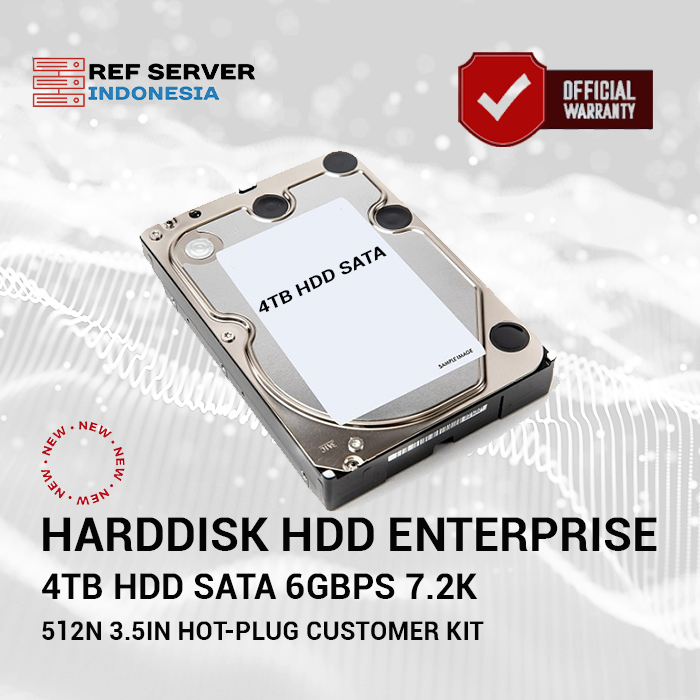 REF SERVER
INDONESIA
OFFICIAL
WARRANTY
4TB HDD SATA
SAMPLE IMAGE
NEW • NEW • NEW • NEW • NEW •
HARDDISK HDD ENTERPRISE
4TB HDD SATA 6GBPS 7.2K
512N 3.5IN HOT-PLUG CUSTOMER KIT